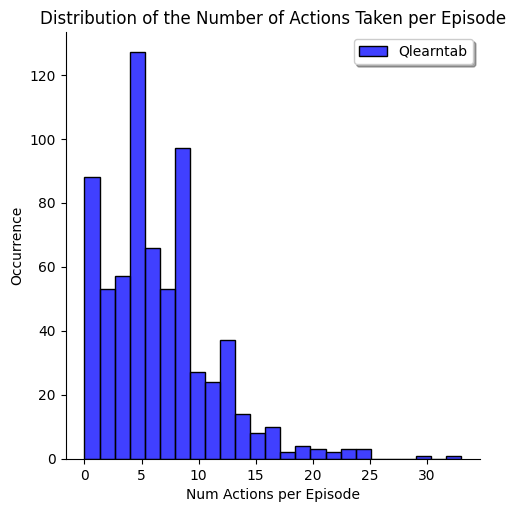 Distribution of the Number of Actions Taken per Episode
Qlearntab
120
100
80
60
40
20
0
Occurrence
0 5 10 15 20 25 30
Num Actions per Episode